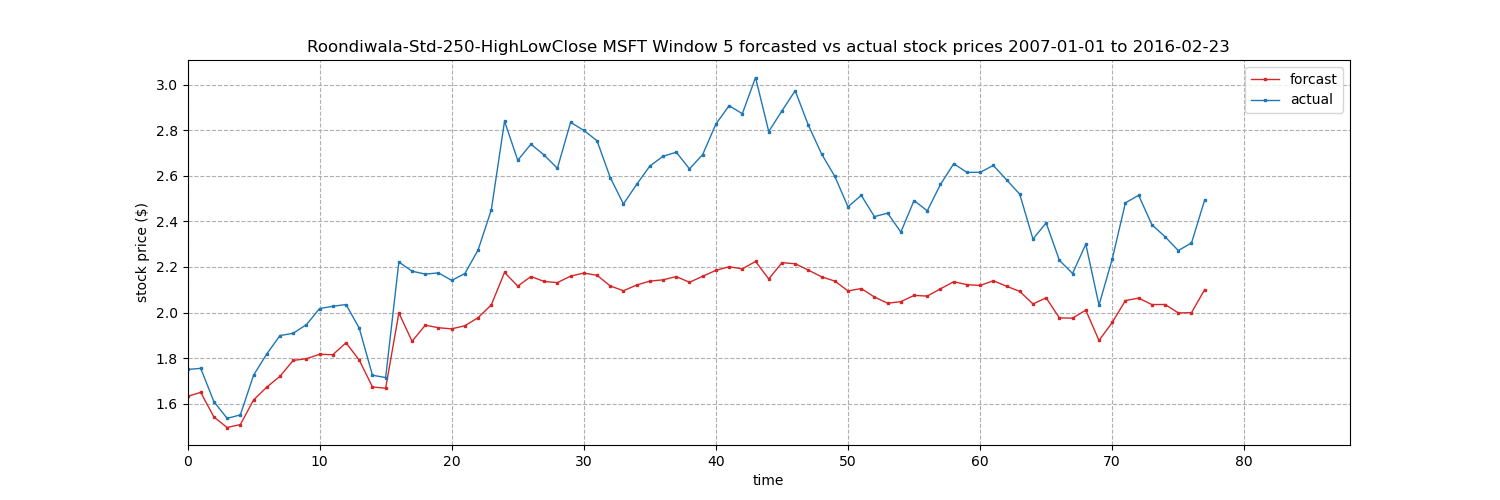 Roondiwala-Std-250-HighLowClose MSFT Window 5 forcasted vs actual stock prices 2007-01-01 to 2016-02-23
forcast
actual
stock price ($)
3.0
2.8
2.6
2.4
2.2
2.0
1.8
1.6
0 10 20 30 40 50 60 70 80
time